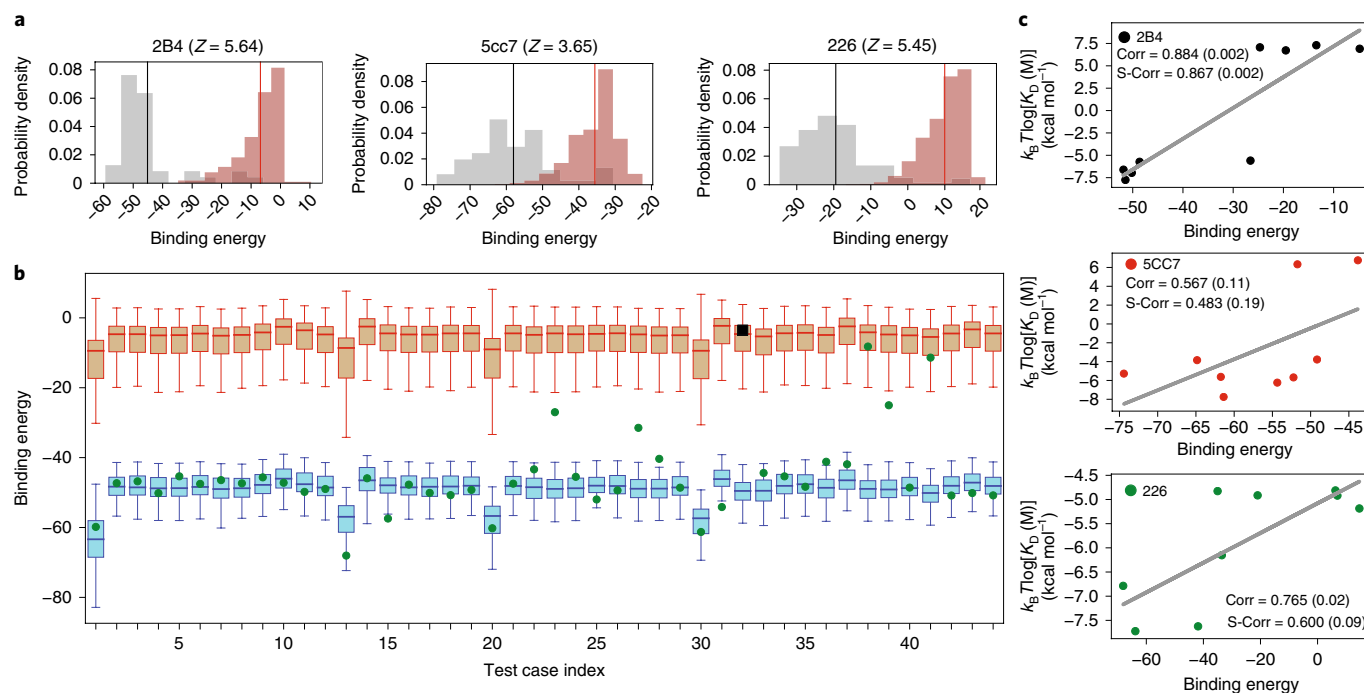 a
2B4 (Z = 5.64)
Probability density
0.08
0.06
0.04
0.02
0
−60
−50
−40
−30
−20
−10
0
10
Binding energy
5cc7 (Z = 3.65)
Probability density
0.08
0.06
0.04
0.02
0
−80
−70
−60
−50
−40
−30
−20
Binding energy
226 (Z = 5.45)
Probability density
0.08
0.06
0.04
0.02
0
−30
−20
−10
0
10
20
Binding energy
b
Binding energy
0
−20
−40
−60
−80
1
5
10
15
20
25
30
35
40
Test case index
c
kBTlog[KD (M)]
(kcal mol−1)
7.5
5.0
2.5
0.0
−2.5
−5.0
−7.5
2B4
Corr = 0.884 (0.002)
S-Corr = 0.867 (0.002)
−50
−40
−30
−20
−10
Binding energy
kBTlog[KD (M)]
(kcal mol−1)
6
4
2
0
−2
−4
−6
−8
5CC7
Corr = 0.567 (0.11)
S-Corr = 0.483 (0.19)
−75
−70
−65
−60
−55
−50
−45
Binding energy
kBTlog[KD (M)]
(kcal mol−1)
−4.5
−5.0
−5.5
−6.0
−6.5
−7.0
−7.5
226
Corr = 0.765 (0.02)
S-Corr = 0.600 (0.09)
−60
−40
−20
0
Binding energy